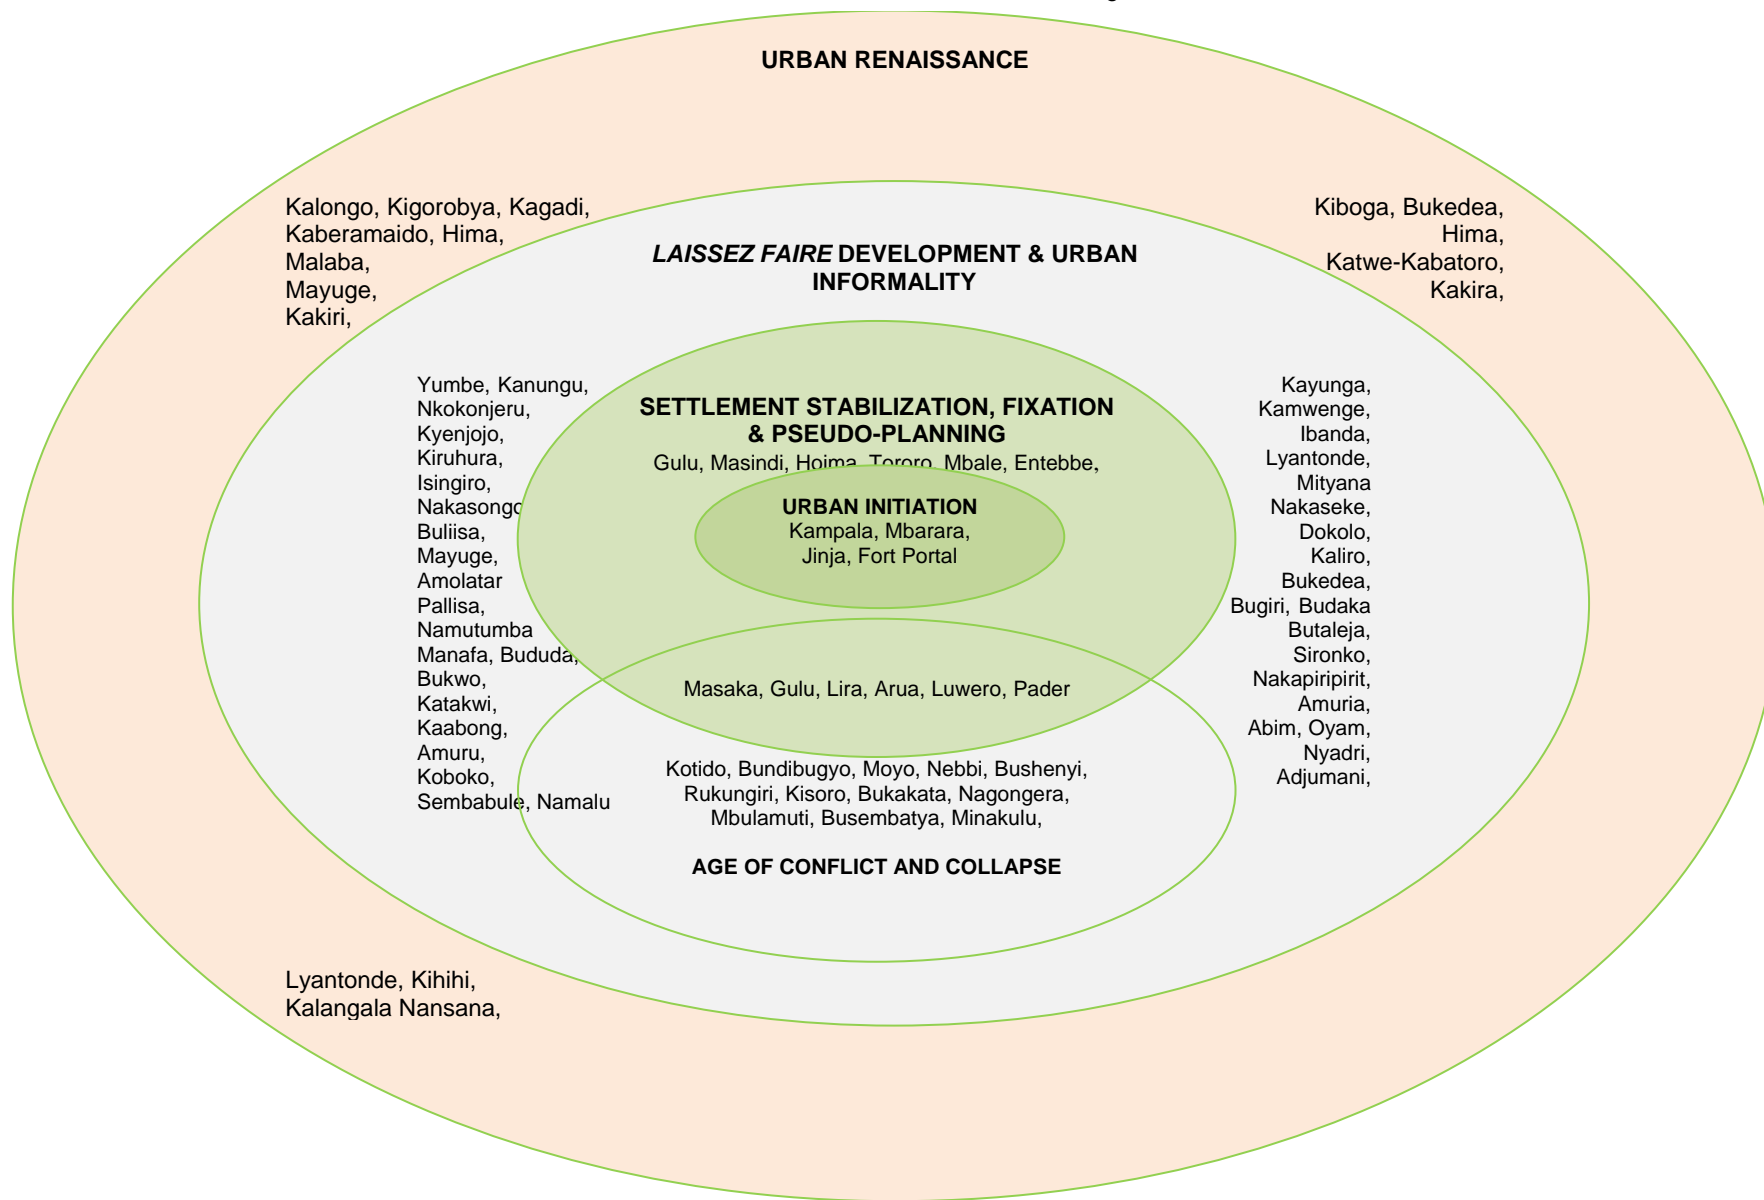 URBAN RENAISSANCE
Kalongo, Kigorobya, Kagadi,
Kaberamaido, Hima,
Malaba,
Mayuge,
Kakiri,
Kiboga, Bukedea,
Hima,
Katwe-Kabatoro,
Kakira,
LAISSEZ FAIRE DEVELOPMENT & URBAN
INFORMALITY
Yumbe, Kanungu,
Nkokonjeru,
Kyenjojo,
Kiruhura,
Isingiro,
Nakasongo
Buliisa,
Mayuge,
Amolatar
Pallisa,
Namutumba
Manafa, Bududa,
Bukwo,
Katakwi,
Kaabong,
Amuru,
Koboko,
Sembabule, Namalu
SETTLEMENT STABILIZATION, FIXATION
& PSEUDO-PLANNING
Gulu, Masindi, Hoima, Tororo, Mbale, Entebbe,
URBAN INITIATION
Kampala, Mbarara,
Jinja, Fort Portal
Masaka, Gulu, Lira, Arua, Luwero, Pader
Kotido, Bundibugyo, Moyo, Nebbi, Bushenyi,
Rukungiri, Kisoro, Bukakata, Nagongera,
Mbulamuti, Busembatya, Minakulu,
AGE OF CONFLICT AND COLLAPSE
Kayunga,
Kamwenge,
Ibanda,
Lyantonde,
Mityana
Nakaseke,
Dokolo,
Kaliro,
Bukedea,
Bugiri, Budaka
Butaleja,
Sironko,
Nakapiripirit,
Amuria,
Abim, Oyam,
Nyadri,
Adjumani,
Lyantonde, Kihihi,
Kalangala Nansana,